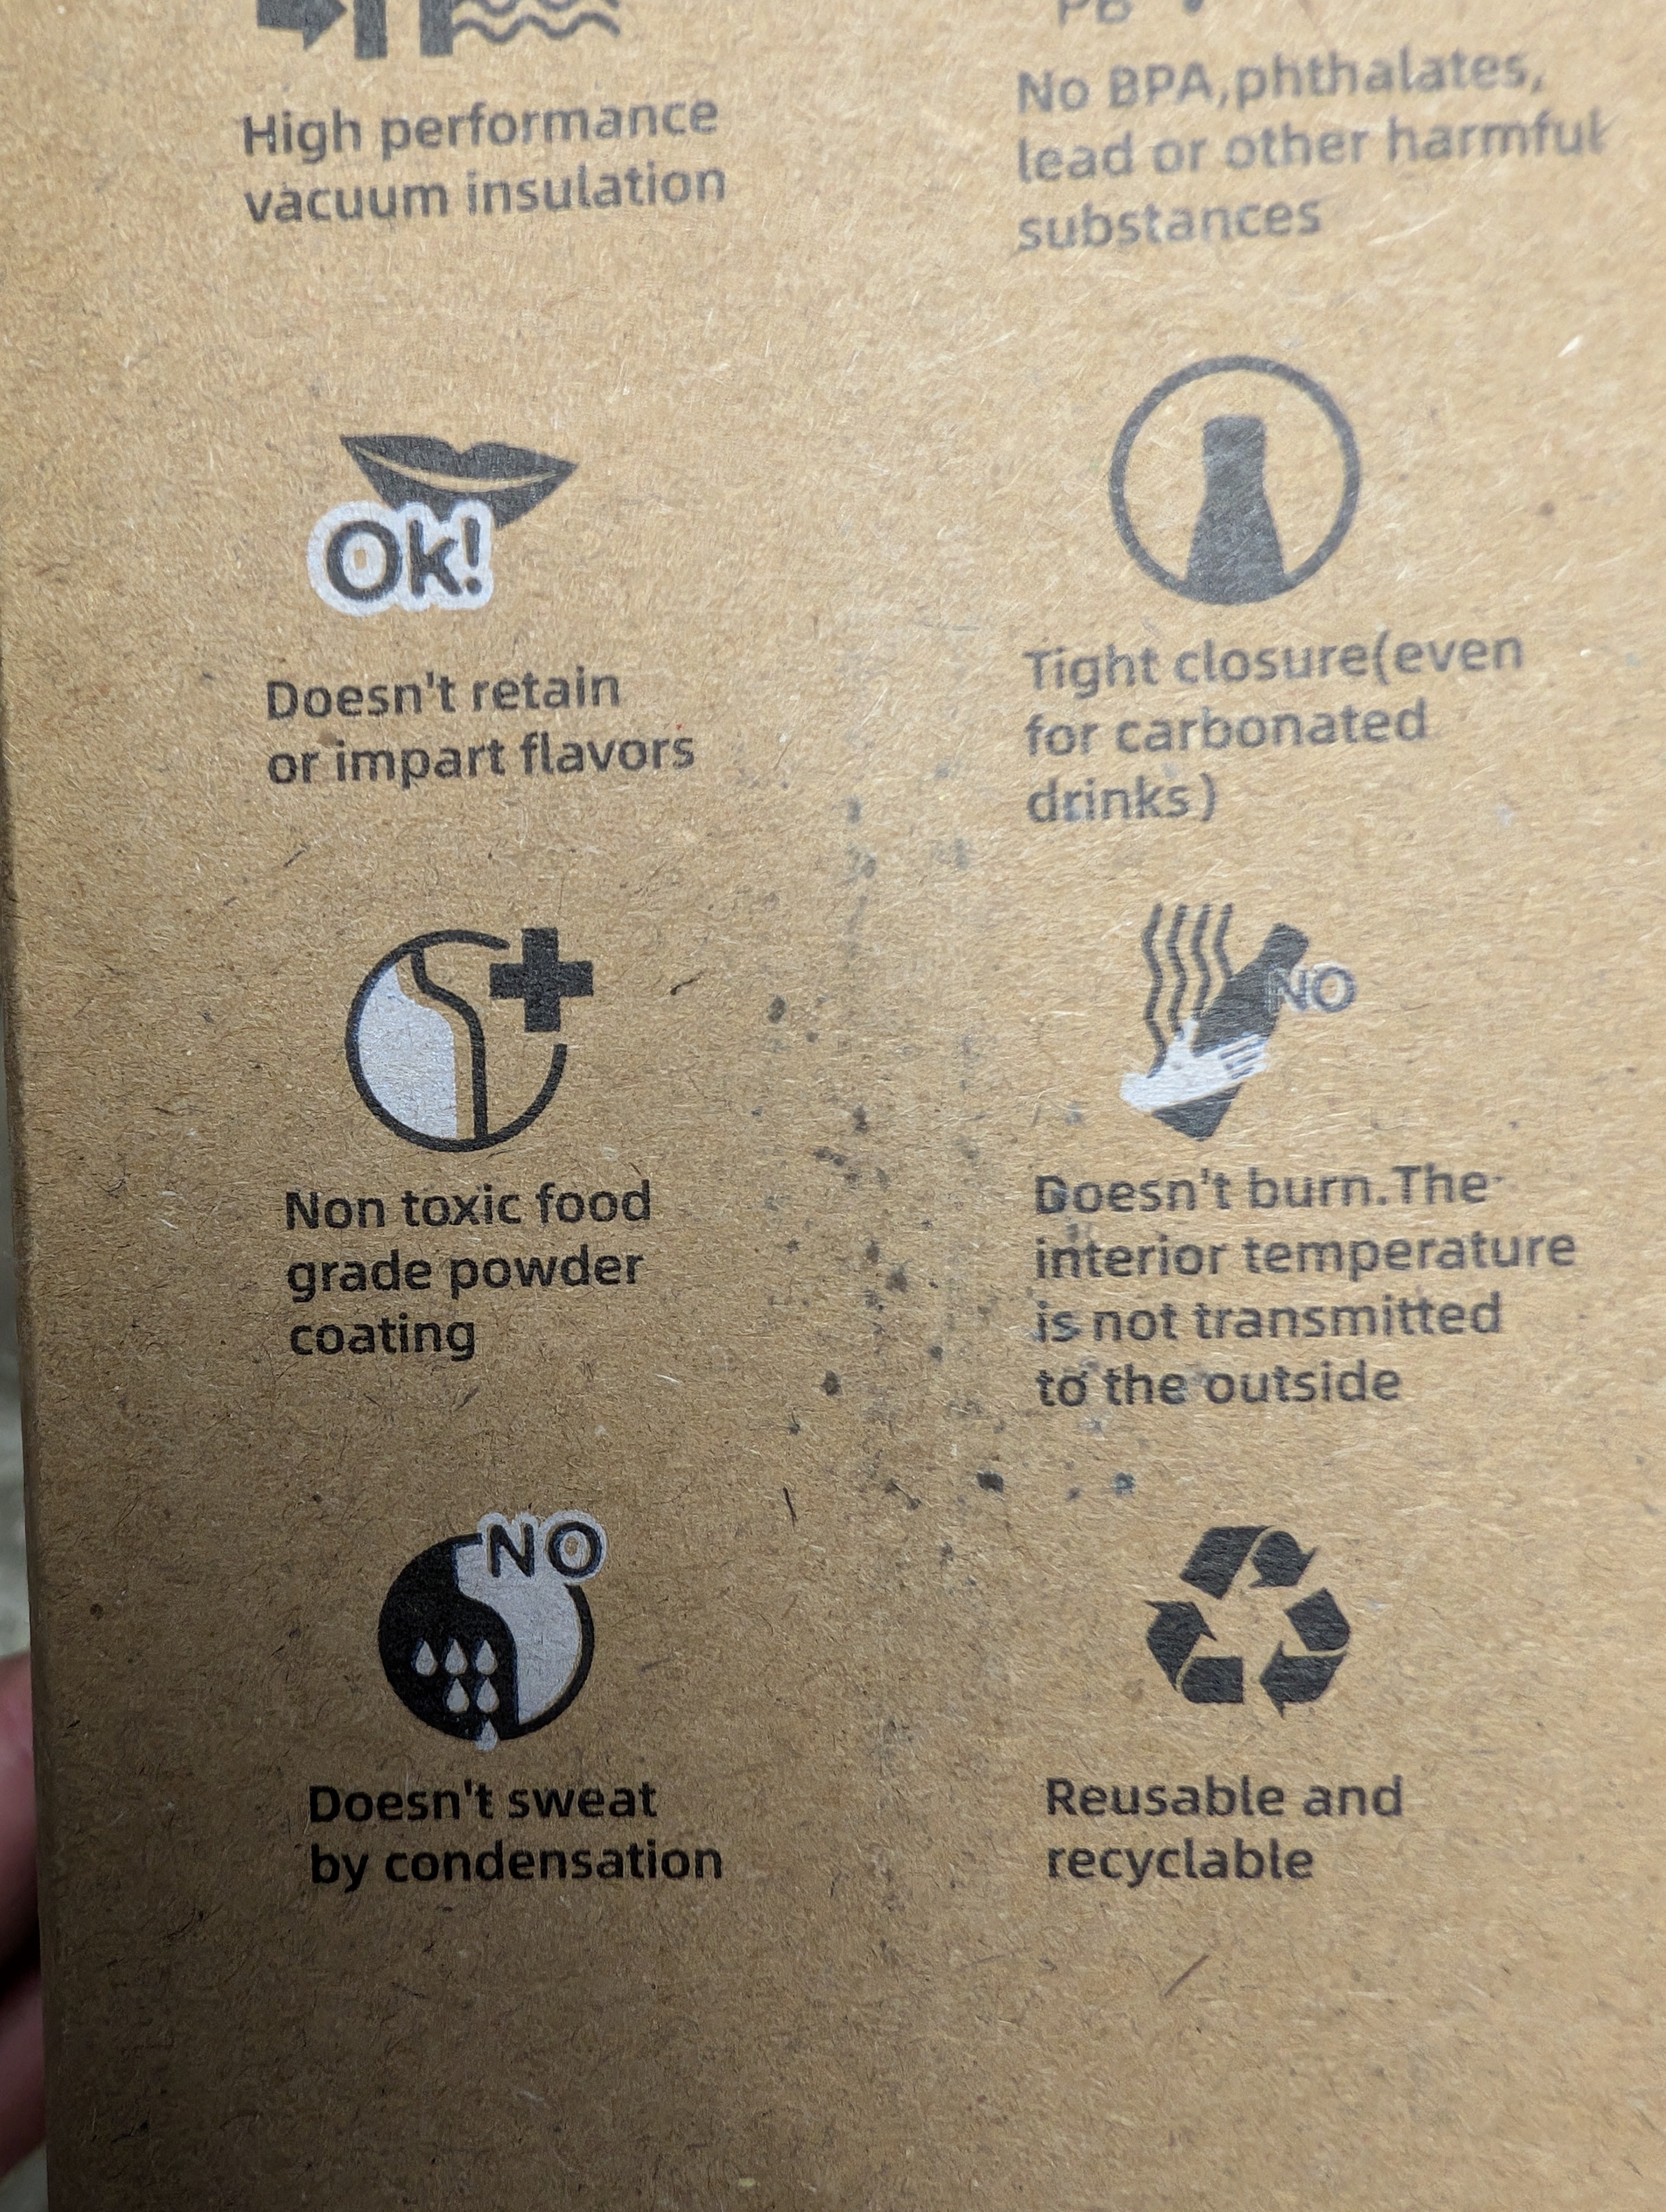 PB
High performance
vacuum insulation
No BPA,phthalates,
lead or other harmful
substances
Ok!
Doesn't retain
or impart flavors
Tight closure(even
for carbonated
drinks)
Non toxic food
grade powder
coating
NO
Doesn't burn.The
interior temperature
is not transmitted
to the outside
NO
Doesn't sweat
by condensation
Reusable and
recyclable